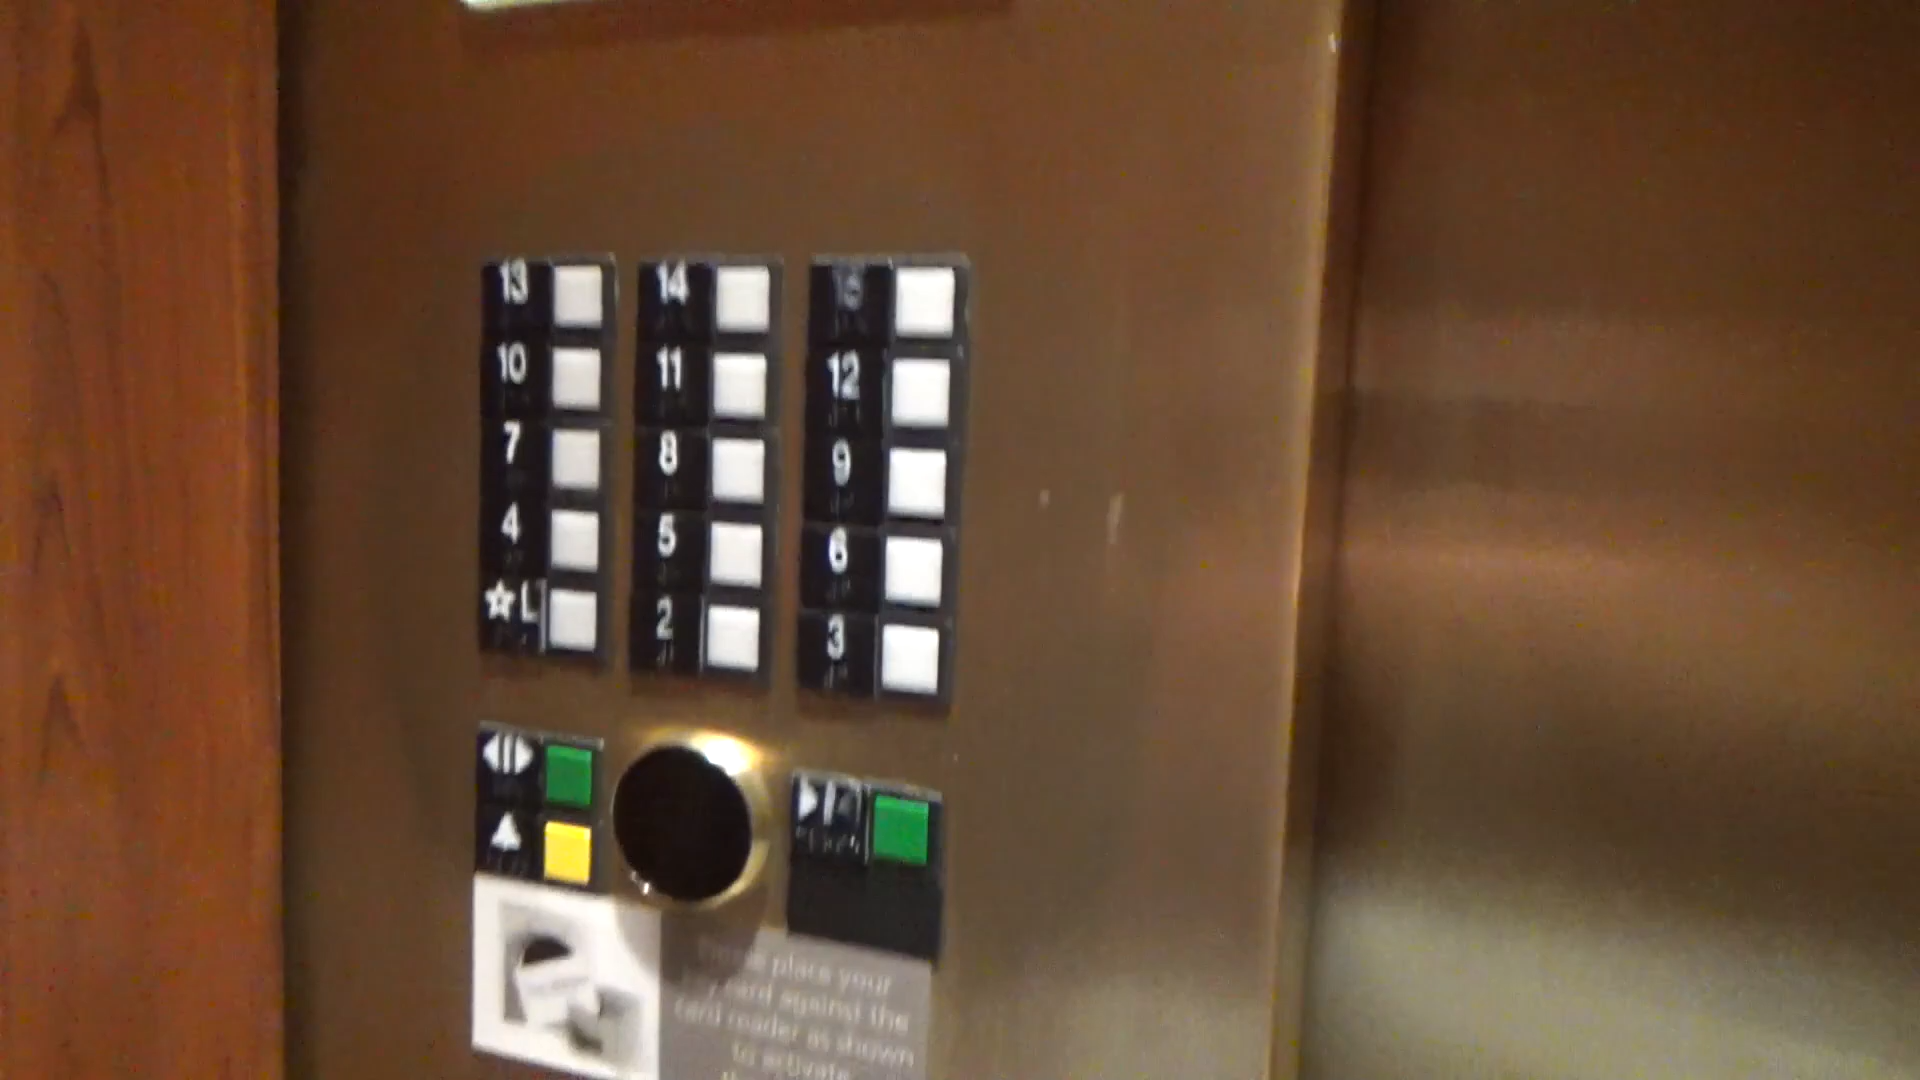 13 14 15
10 11 12
7 8 9
4 5 6
☆L 2 3
place your
card against the
card reader as shown
to activate